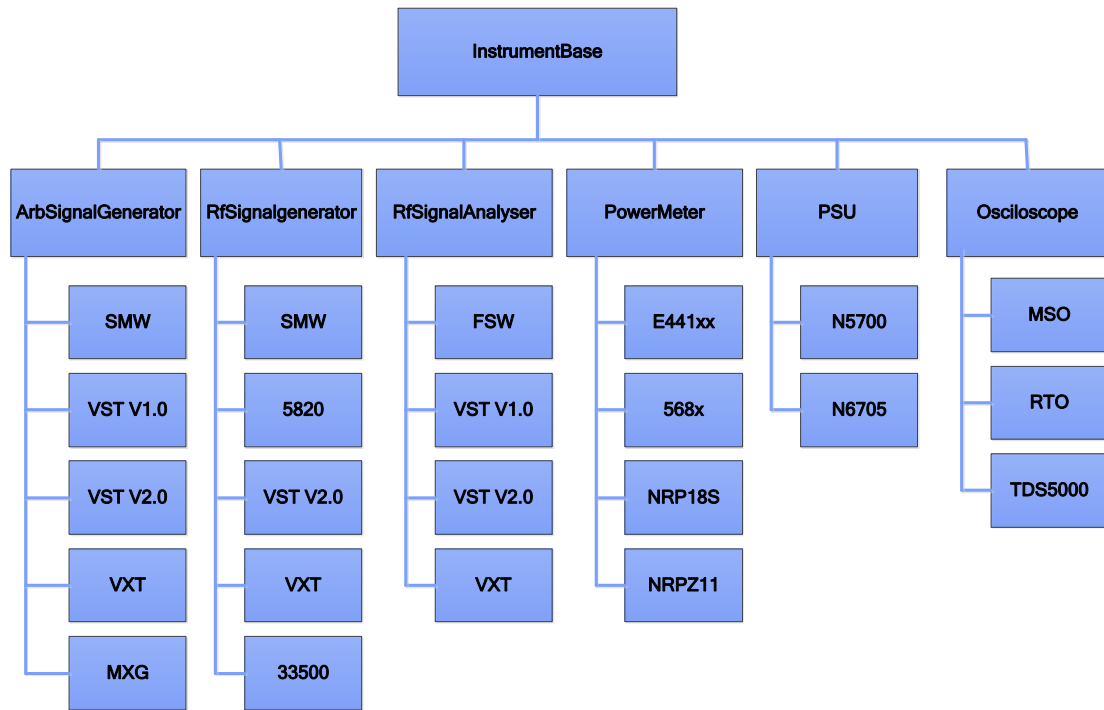 InstrumentBase
ArbSignalGenerator
RfSignalgenerator
RfSignalAnalyser
PowerMeter
PSU
Osciloscope
SMW
VST V1.0
VST V2.0
VXT
MXG
SMW
5820
VST V2.0
VXT
33500
FSW
VST V1.0
VST V2.0
VXT
E441xx
568x
NRP18S
NRPZ11
N5700
N6705
MSO
RTO
TDS5000